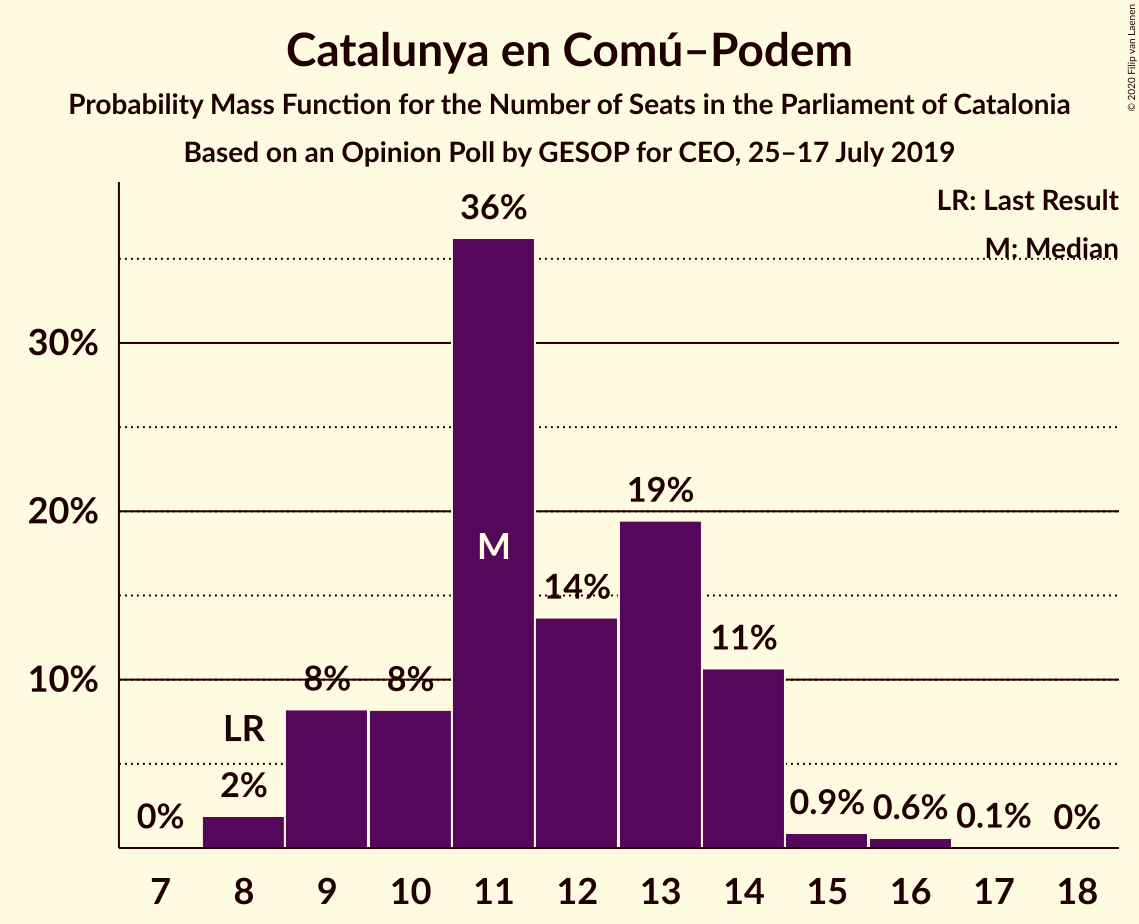 Catalunya en Comú–Podem
Probability Mass Function for the Number of Seats in the Parliament of Catalonia
Based on an Opinion Poll by GESOP for CEO, 25–17 July 2019
© 2020 Filip van Laenen
LR: Last Result
M: Median
36%
30%
20%
19%
M
14%
11%
10%
8%
8%
LR
2%
0%
0.9%
0.6%
0.1%
0%
7 8 9 10 11 12 13 14 15 16 17 18